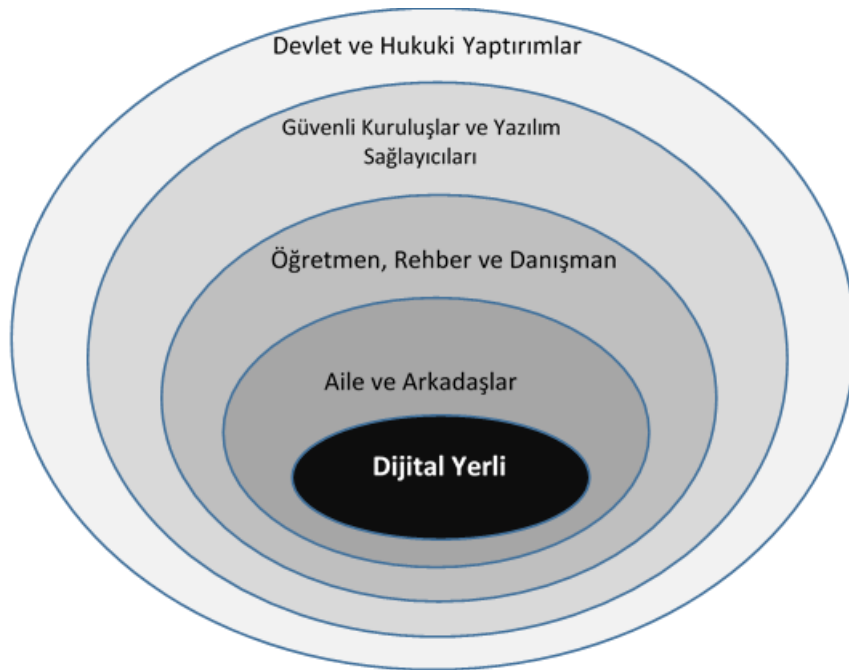 Devlet ve Hukuki Yaptırımlar
Güvenli Kuruluşlar ve Yazılım
Sağlayıcıları
Öğretmen, Rehber ve Danışman
Aile ve Arkadaşlar
Dijital Yerli